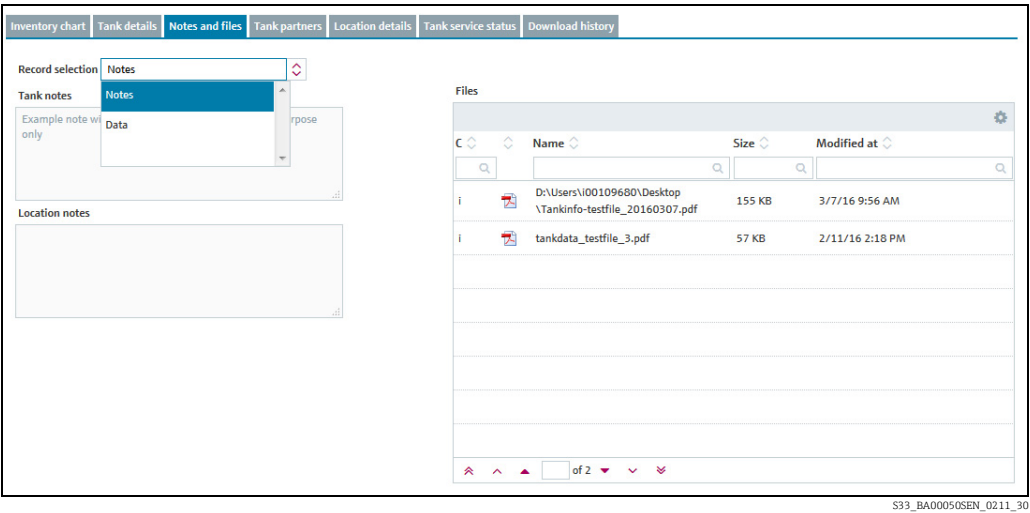 Inventory chart Tank details Notes and files Tank partners Location details Tank service status Download history
Record selection Notes
Notes
Data
Tank notes
Example note wi
rpose
only
Location notes
Files
C Name Size Modified at
i D:\Users\i00109680\Desktop
\Tankinfo-testfile_20160307.pdf 155 KB 3/7/16 9:56 AM
i tankdata_testfile_3.pdf 57 KB 2/11/16 2:18 PM
of 2
S33_BA00050SEN_0211_30